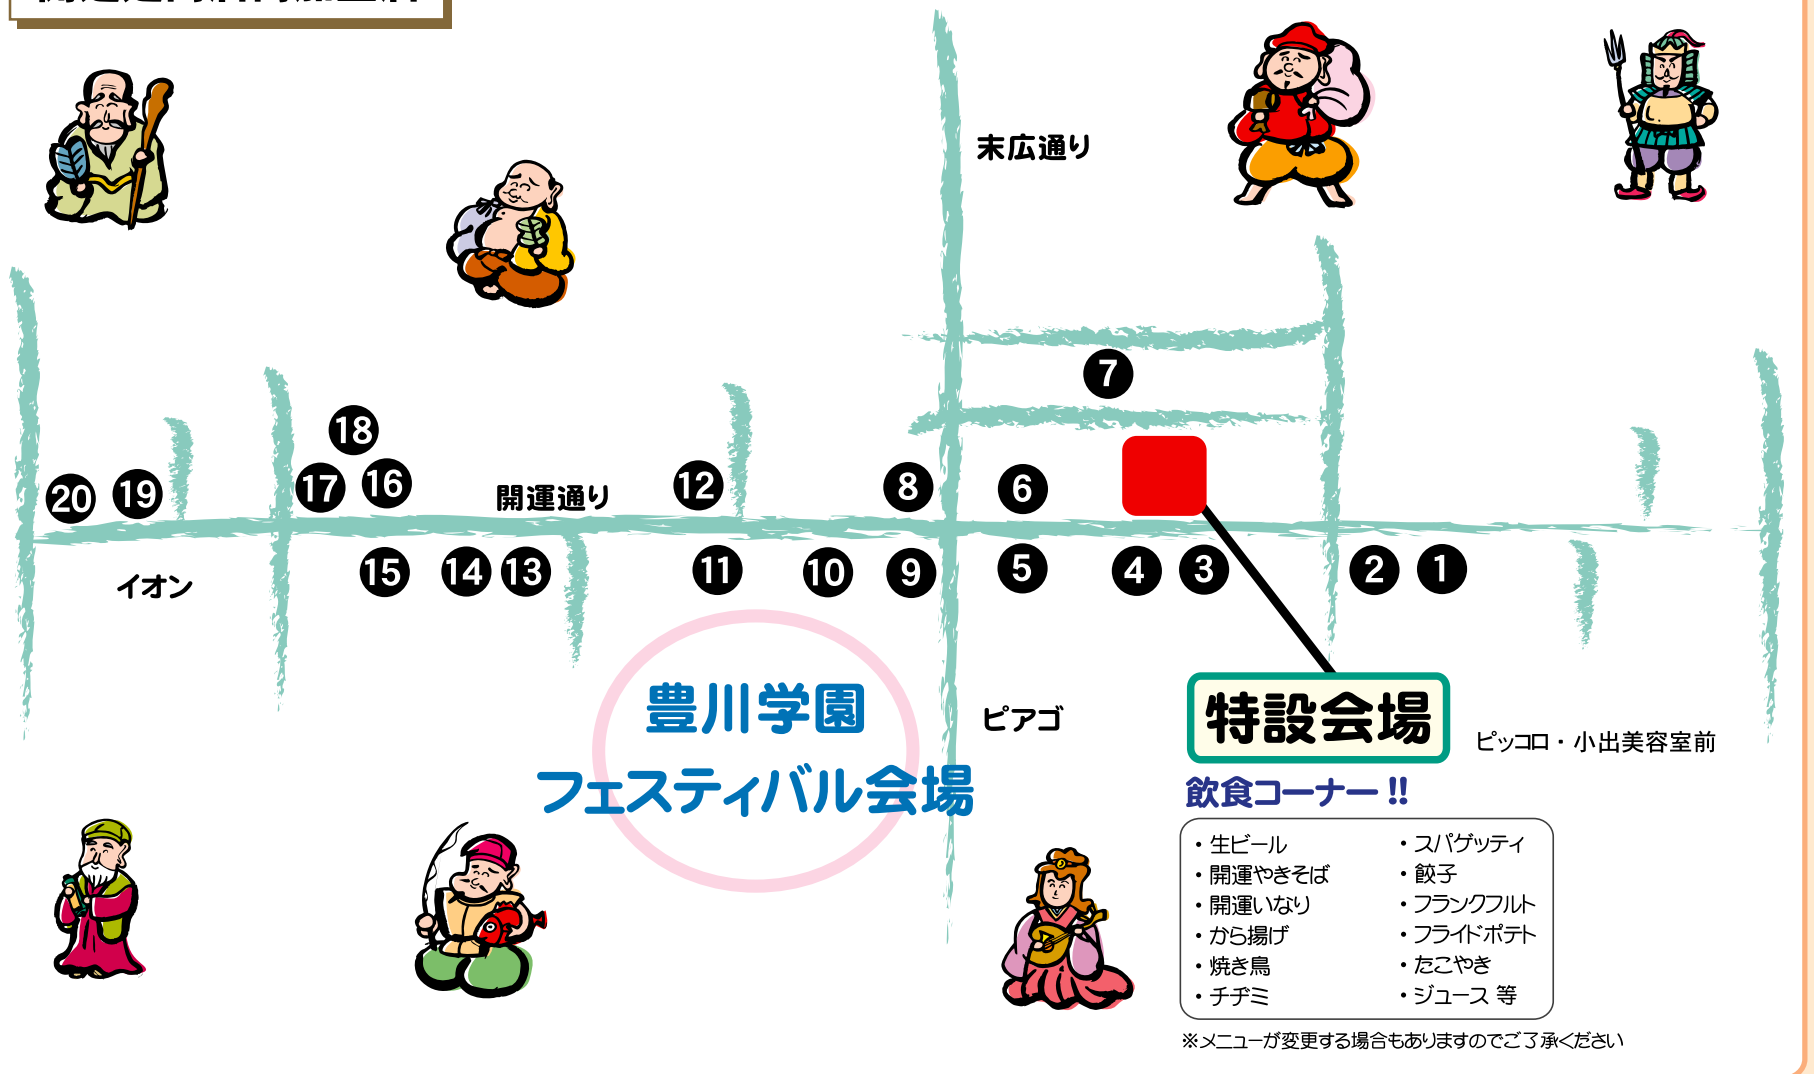 末広通り
7
18
17
16
20
19
開運通り
12
8
6
イオン
15
14
13
11
10
9
5
4
3
2
1
豊川学園
フェスティバル会場
ピアゴ
特設会場
ピッコロ・小出美容室前
飲食コーナー!!
・生ビール
・開運やきそば
・開運いなり
・から揚げ
・焼き鳥
・チヂミ
・スパゲッティ
・餃子
・フランクフルト
・フライドポテト
・たこやき
・ジュース 等
※メニューが変更する場合もありますのでご了承ください